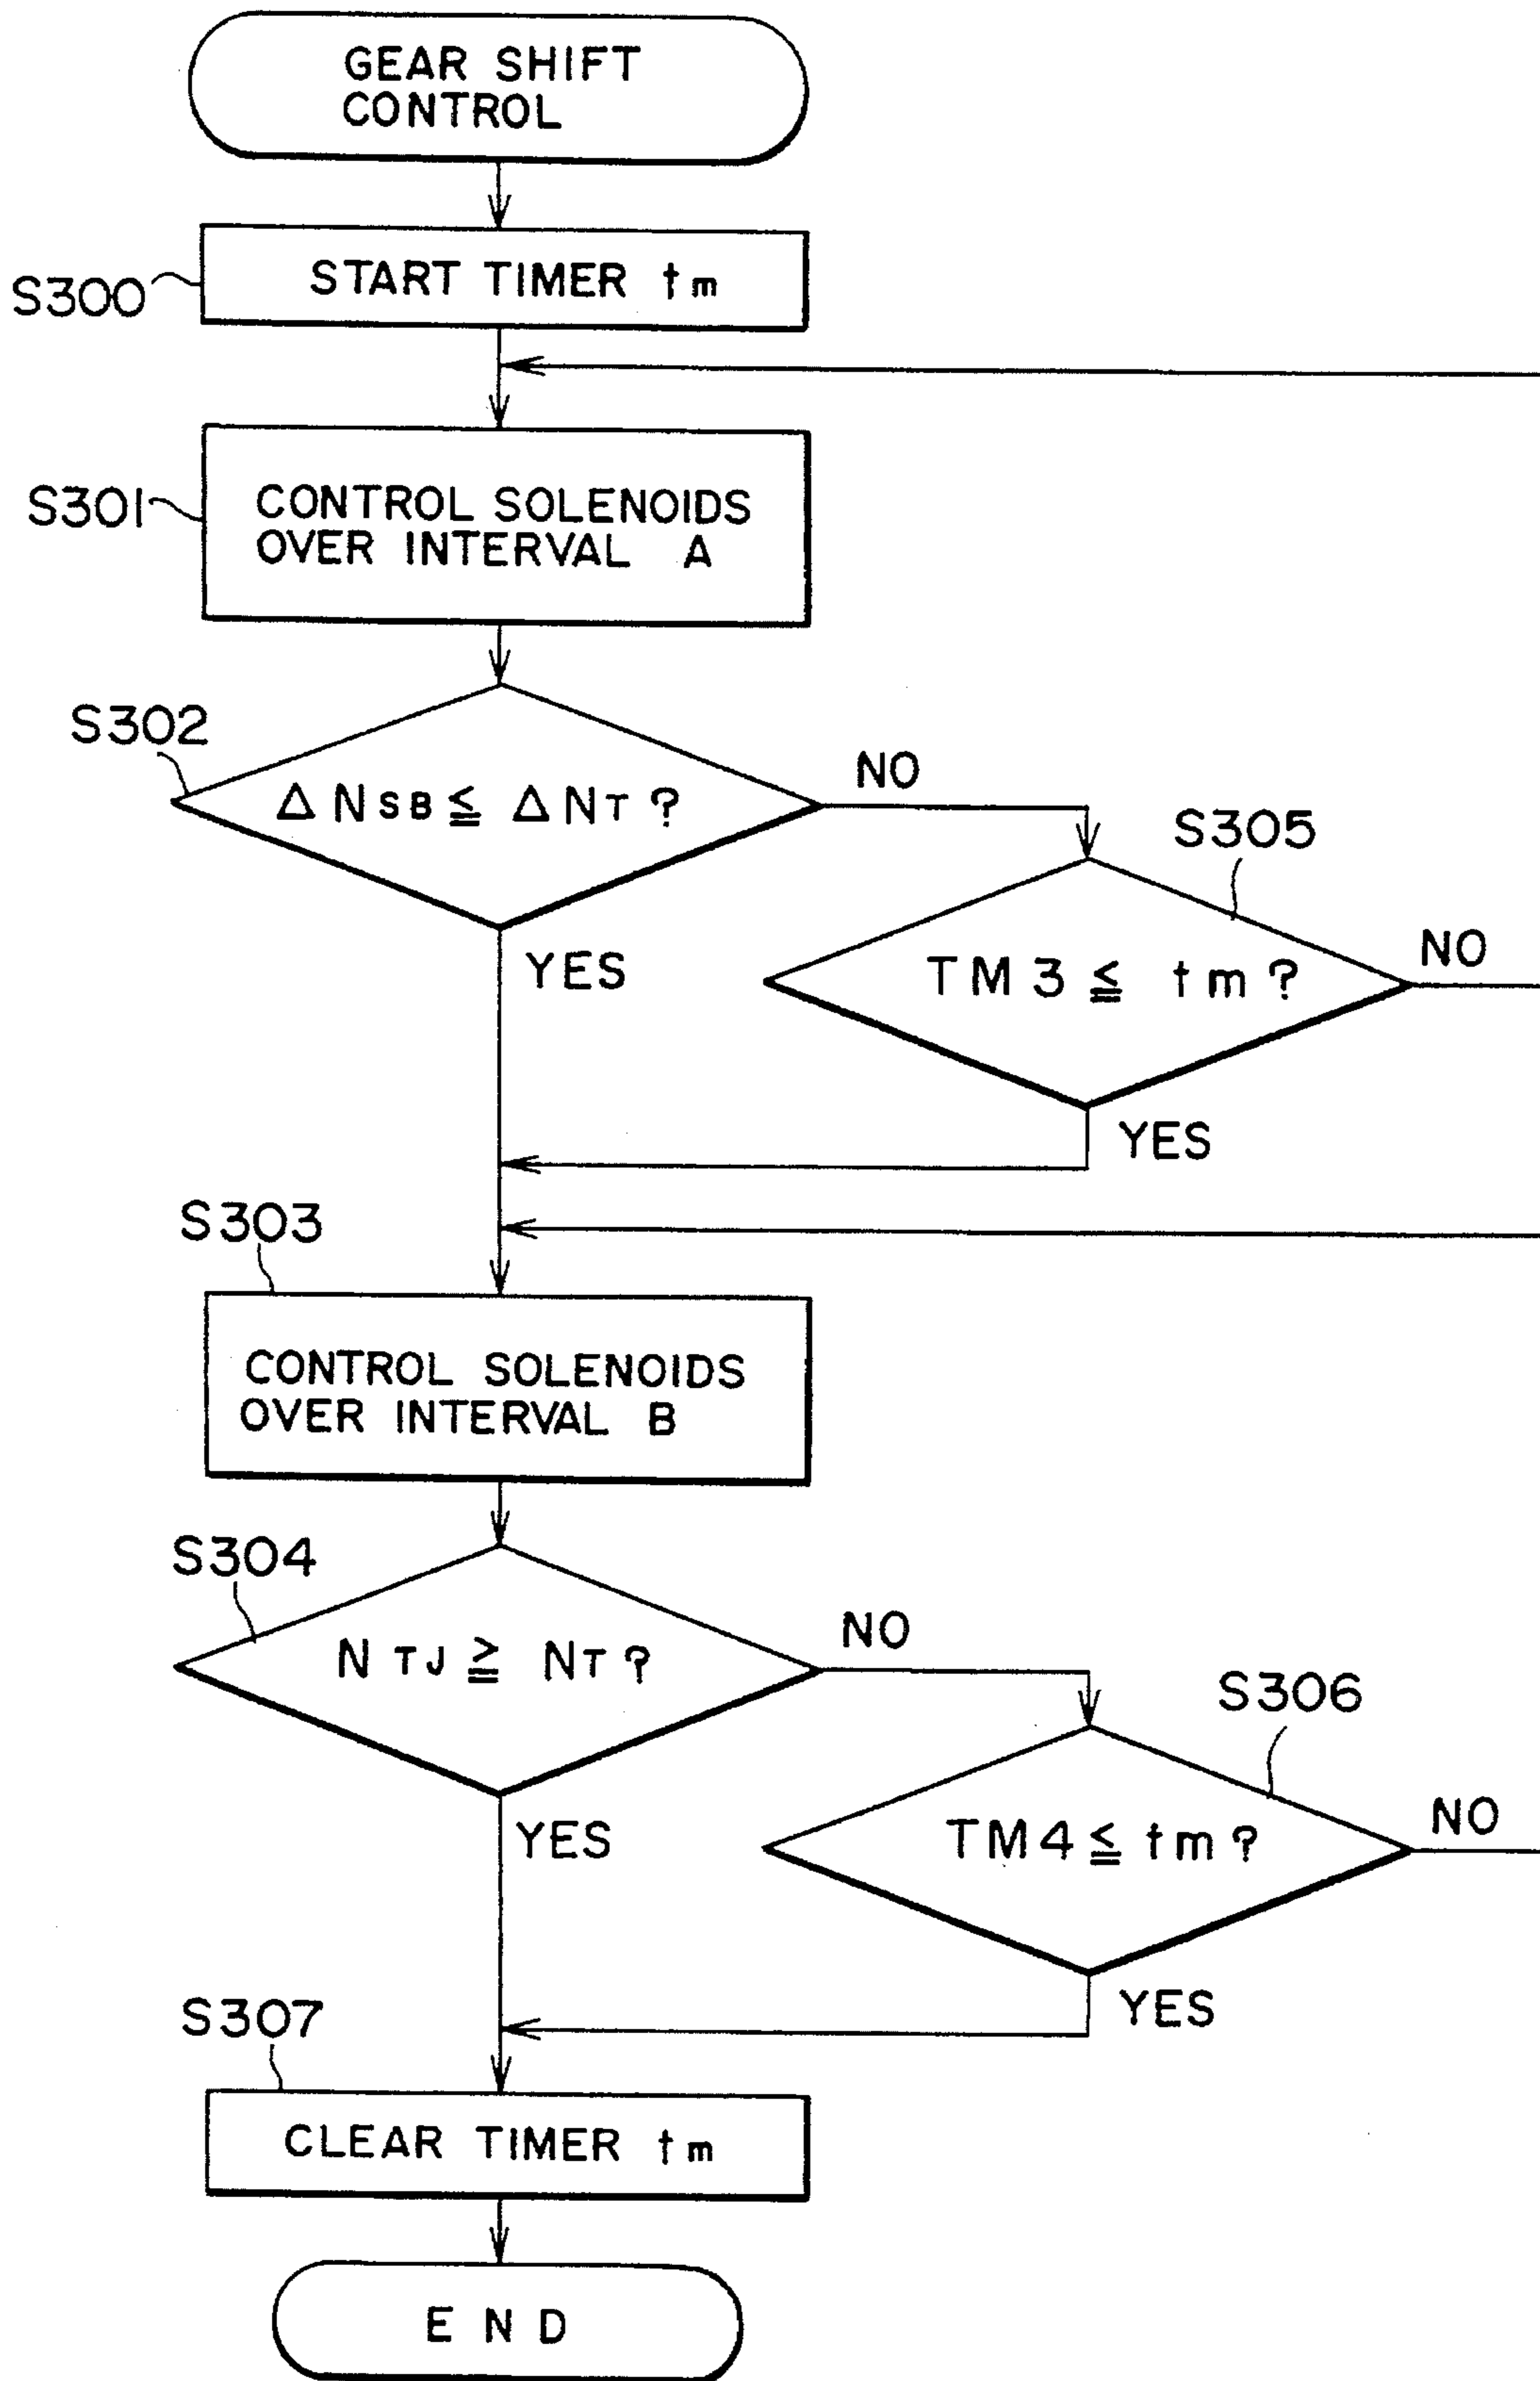 GEAR SHIFT
CONTROL
S300
START TIMER tm
S301
CONTROL SOLENOIDS
OVER INTERVAL A
S302
ΔNSB ≦ ΔNT ?
NO
YES
S305
TM3 ≦ tm ?
NO
YES
S303
CONTROL SOLENOIDS
OVER INTERVAL B
S304
NTJ ≧ NT ?
NO
YES
S306
TM4 ≦ tm ?
NO
YES
S307
CLEAR TIMER tm
END